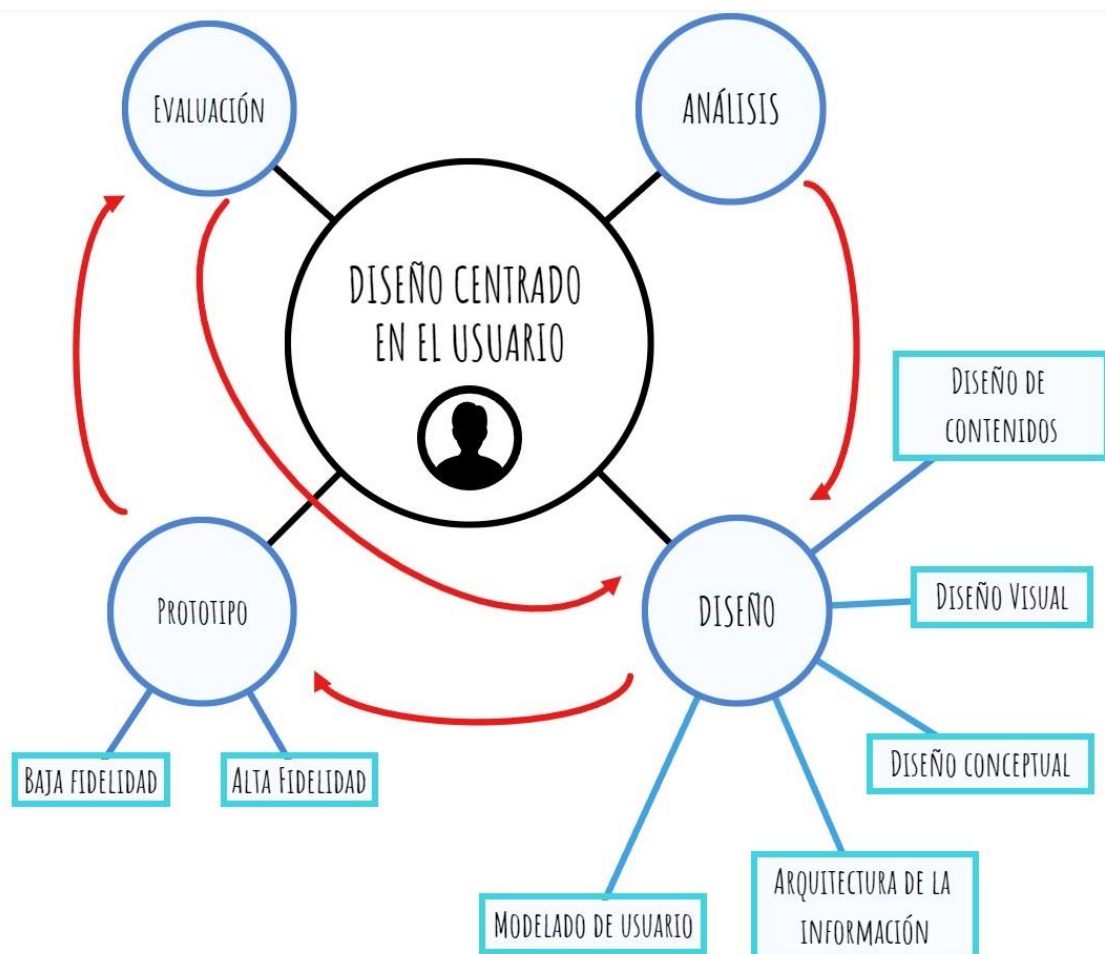 Evaluación
ANÁLISIS
DISEÑO CENTRADO
EN EL USUARIO
Diseño de
contenidos
Diseño Visual
Prototipo
DISEÑO
Diseño conceptual
Baja fidelidad
Alta Fidelidad
Arquitectura de la
información
Modelado de usuario